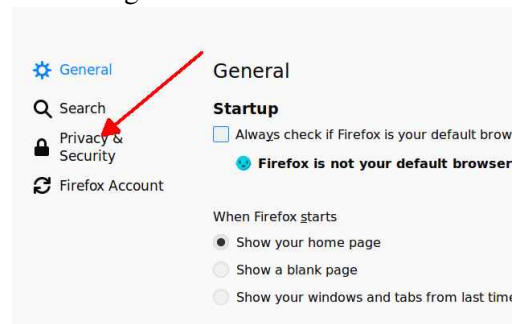 General
Search
Privacy &
Security
Firefox Account
General
Startup
Always check if Firefox is your default brow
Firefox is not your default browser
When Firefox starts
Show your home page
Show a blank page
Show your windows and tabs from last time